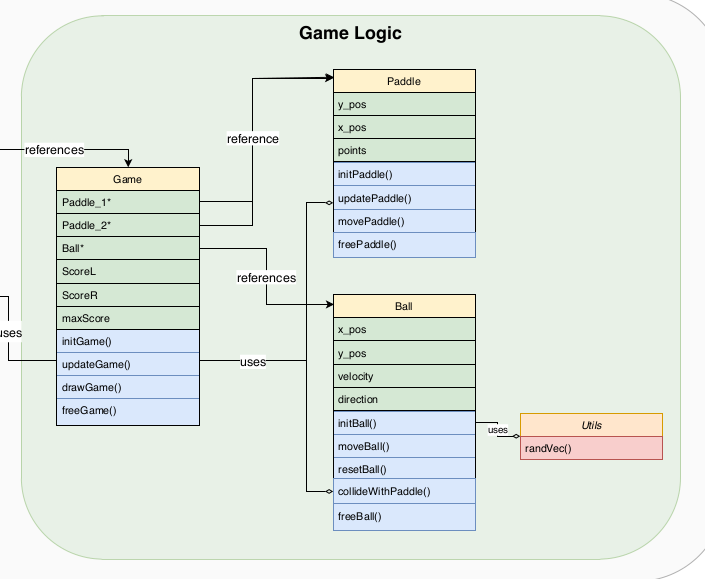 Game Logic
references
Game
Paddle_1*
Paddle_2*
Ball*
ScoreL
ScoreR
maxScore
initGame()
updateGame()
drawGame()
freeGame()
uses
reference
references
uses
Paddle
y_pos
x_pos
points
initPaddle()
updatePaddle()
movePaddle()
freePaddle()
Ball
x_pos
y_pos
velocity
direction
initBall()
moveBall()
resetBall()
collideWithPaddle()
freeBall()
uses
Utils
randVec()